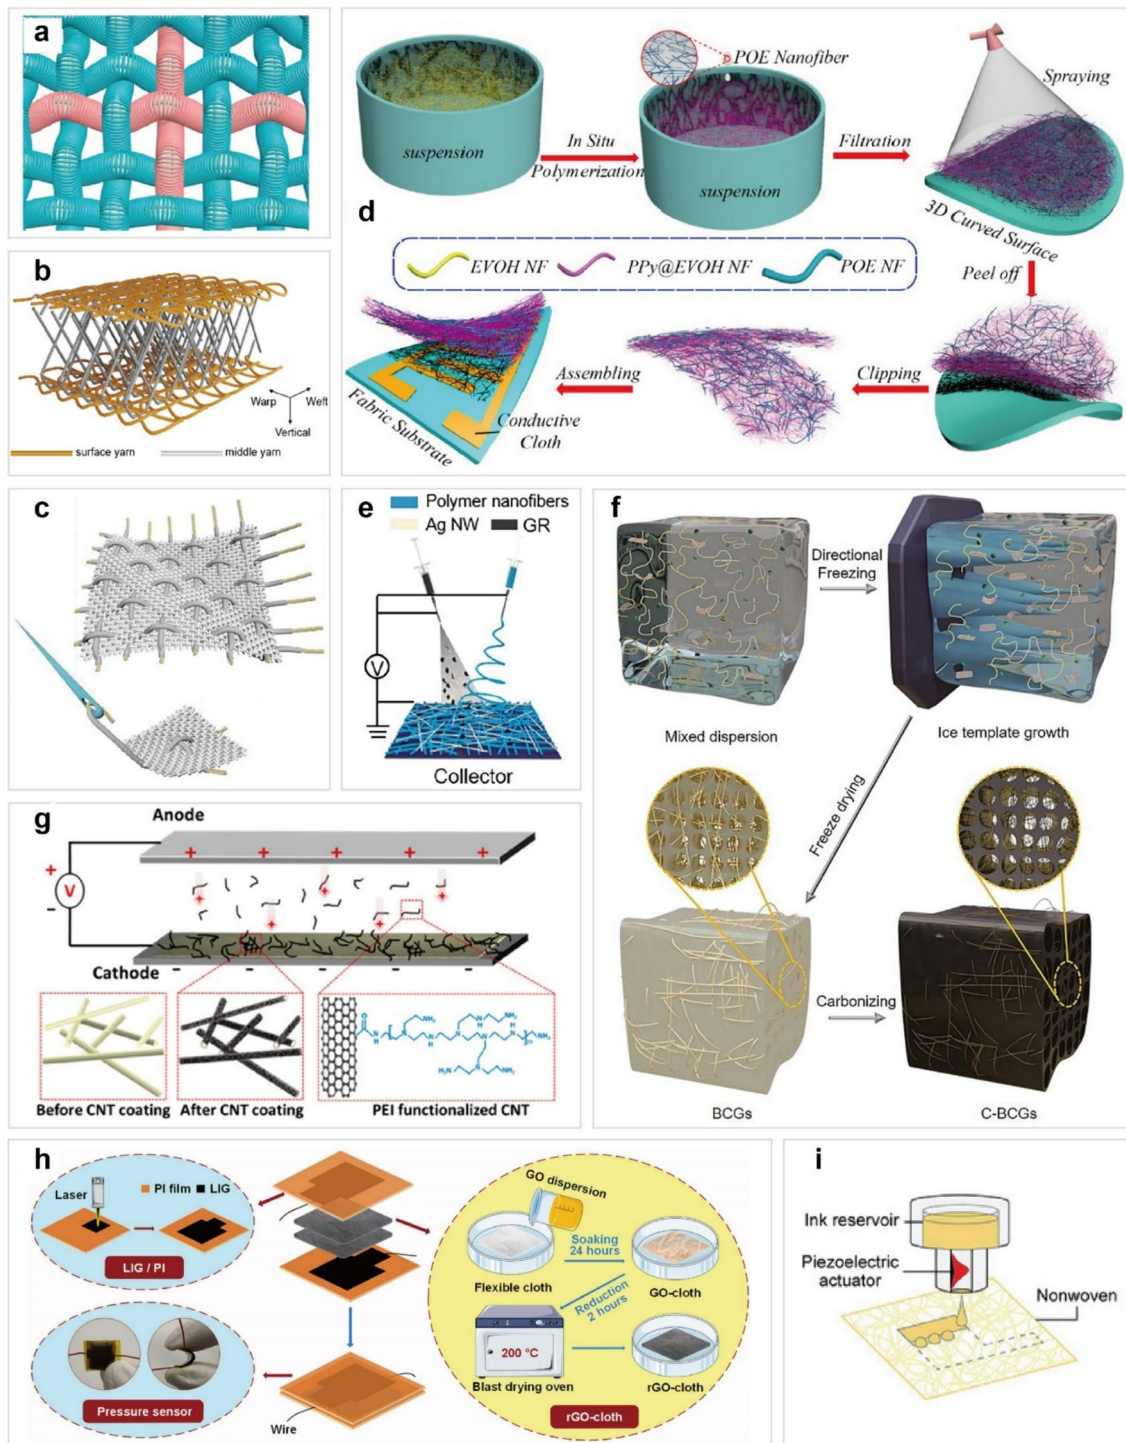 a
b
Warp
Weft
Vertical
surface yarn
middle yarn
d
suspension
In Situ
Polymerization
POE Nanofiber
suspension
Filtration
Spraying
3D Curved Surface
Peel off
EVOH NF
PPy@EVOH NF
POE NF
Clipping
Assembling
Conductive
Cloth
Fabric Substrate
c
e
Polymer nanofibers
Ag NW
GR
V
Collector
f
Directional
Freezing
Mixed dispersion
Ice template growth
Freeze drying
BCGs
Carbonizing
C-BCGs
g
Anode
+ + + + +
+
V
−
+ + + +
Cathode
Before CNT coating
After CNT coating
PEI functionalized CNT
h
Laser
PI film
LIG
LIG / PI
Pressure sensor
Wire
GO dispersion
Soaking
24 hours
Flexible cloth
GO-cloth
Reduction
2 hours
200 °C
Blast drying oven
rGO-cloth
rGO-cloth
i
Ink reservoir
Piezoelectric
actuator
Nonwoven